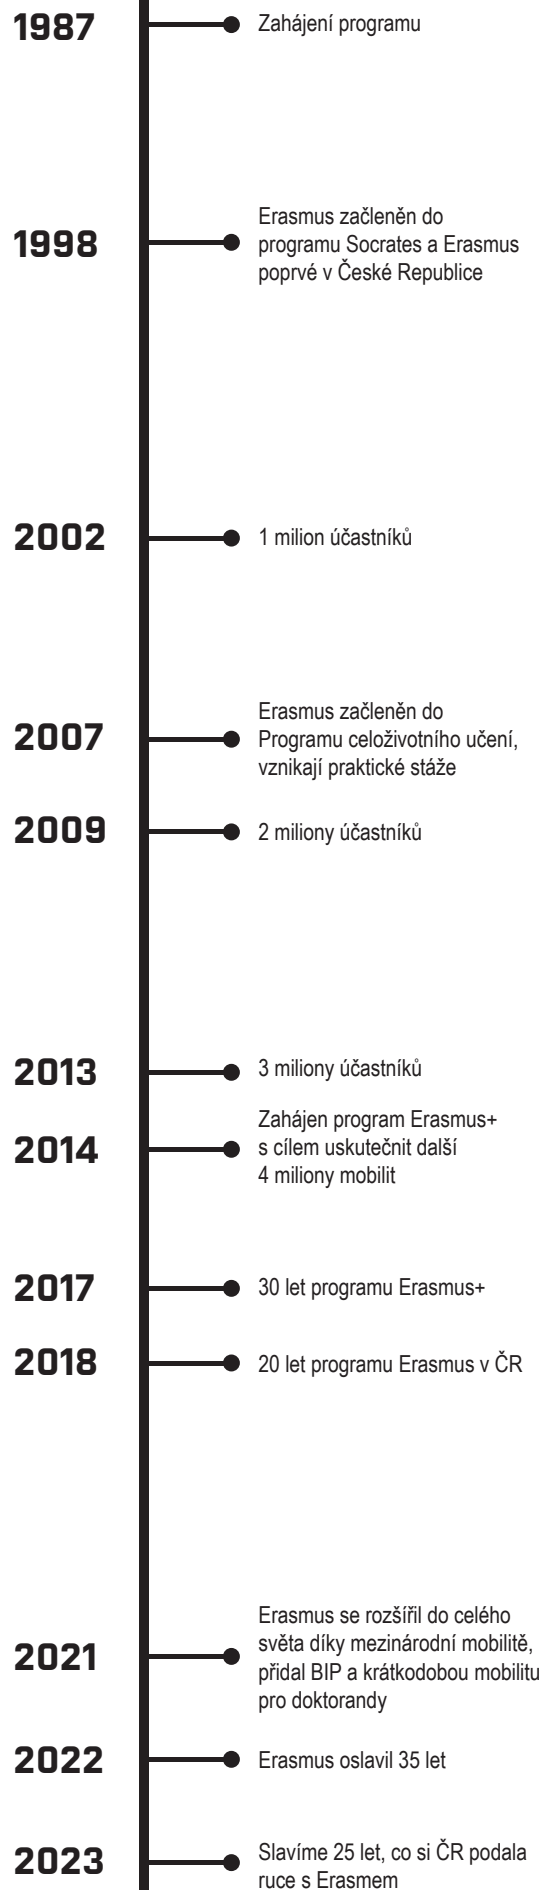 1987
Zahájení programu
1998
Erasmus začleněn do
programu Socrates a Erasmus
poprvé v České Republice
2002
1 milion účastníků
2007
Erasmus začleněn do
Programu celoživotního učení,
vznikají praktické stáže
2009
2 miliony účastníků
2013
3 miliony účastníků
2014
Zahájen program Erasmus+
s cílem uskutečnit další
4 miliony mobilit
2017
30 let programu Erasmus+
2018
20 let programu Erasmus v ČR
2021
Erasmus se rozšířil do celého
světa díky mezinárodní mobilitě,
přidal BIP a krátkodobou mobilitu
pro doktorandy
2022
Erasmus oslavil 35 let
2023
Slavíme 25 let, co si ČR podala
ruce s Erasmem